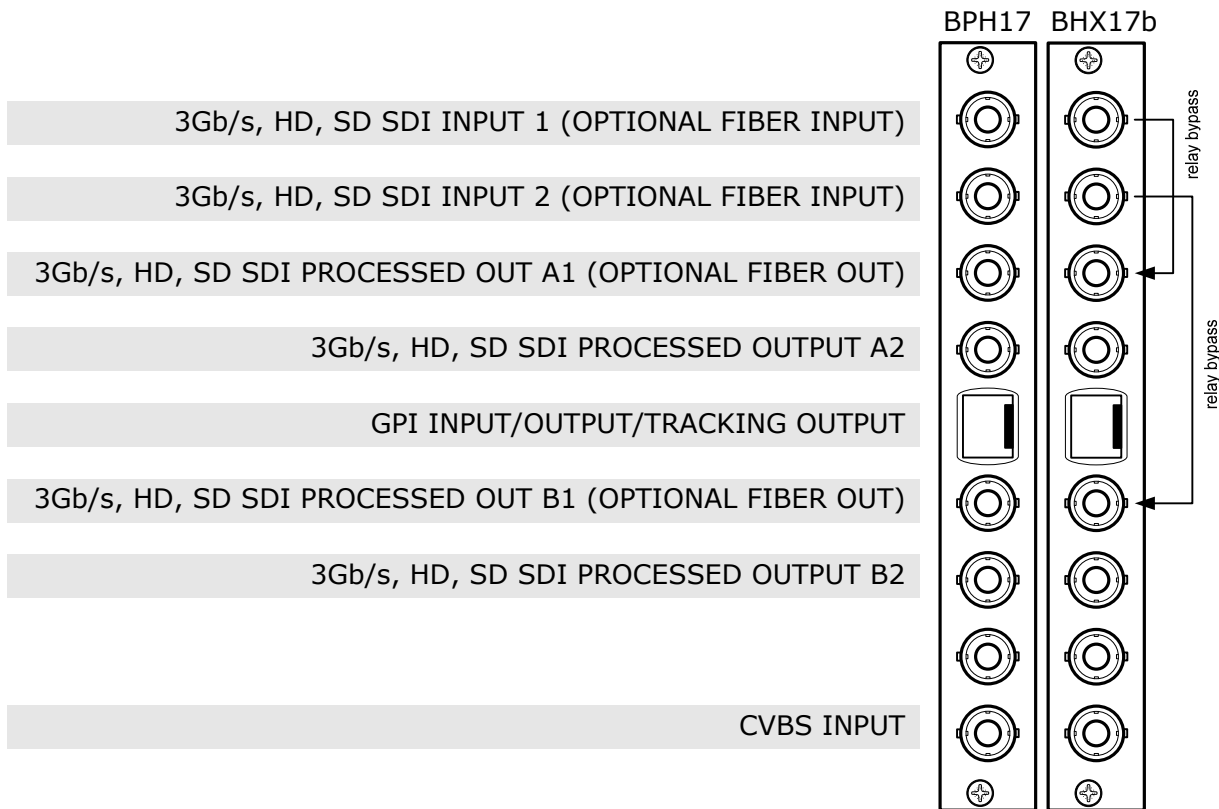 BPH17 BHX17b
3Gb/s, HD, SD SDI INPUT 1 (OPTIONAL FIBER INPUT)
relay bypass
3Gb/s, HD, SD SDI INPUT 2 (OPTIONAL FIBER INPUT)
3Gb/s, HD, SD SDI PROCESSED OUT A1 (OPTIONAL FIBER OUT)
3Gb/s, HD, SD SDI PROCESSED OUTPUT A2
relay bypass
GPI INPUT/OUTPUT/TRACKING OUTPUT
3Gb/s, HD, SD SDI PROCESSED OUT B1 (OPTIONAL FIBER OUT)
3Gb/s, HD, SD SDI PROCESSED OUTPUT B2
CVBS INPUT